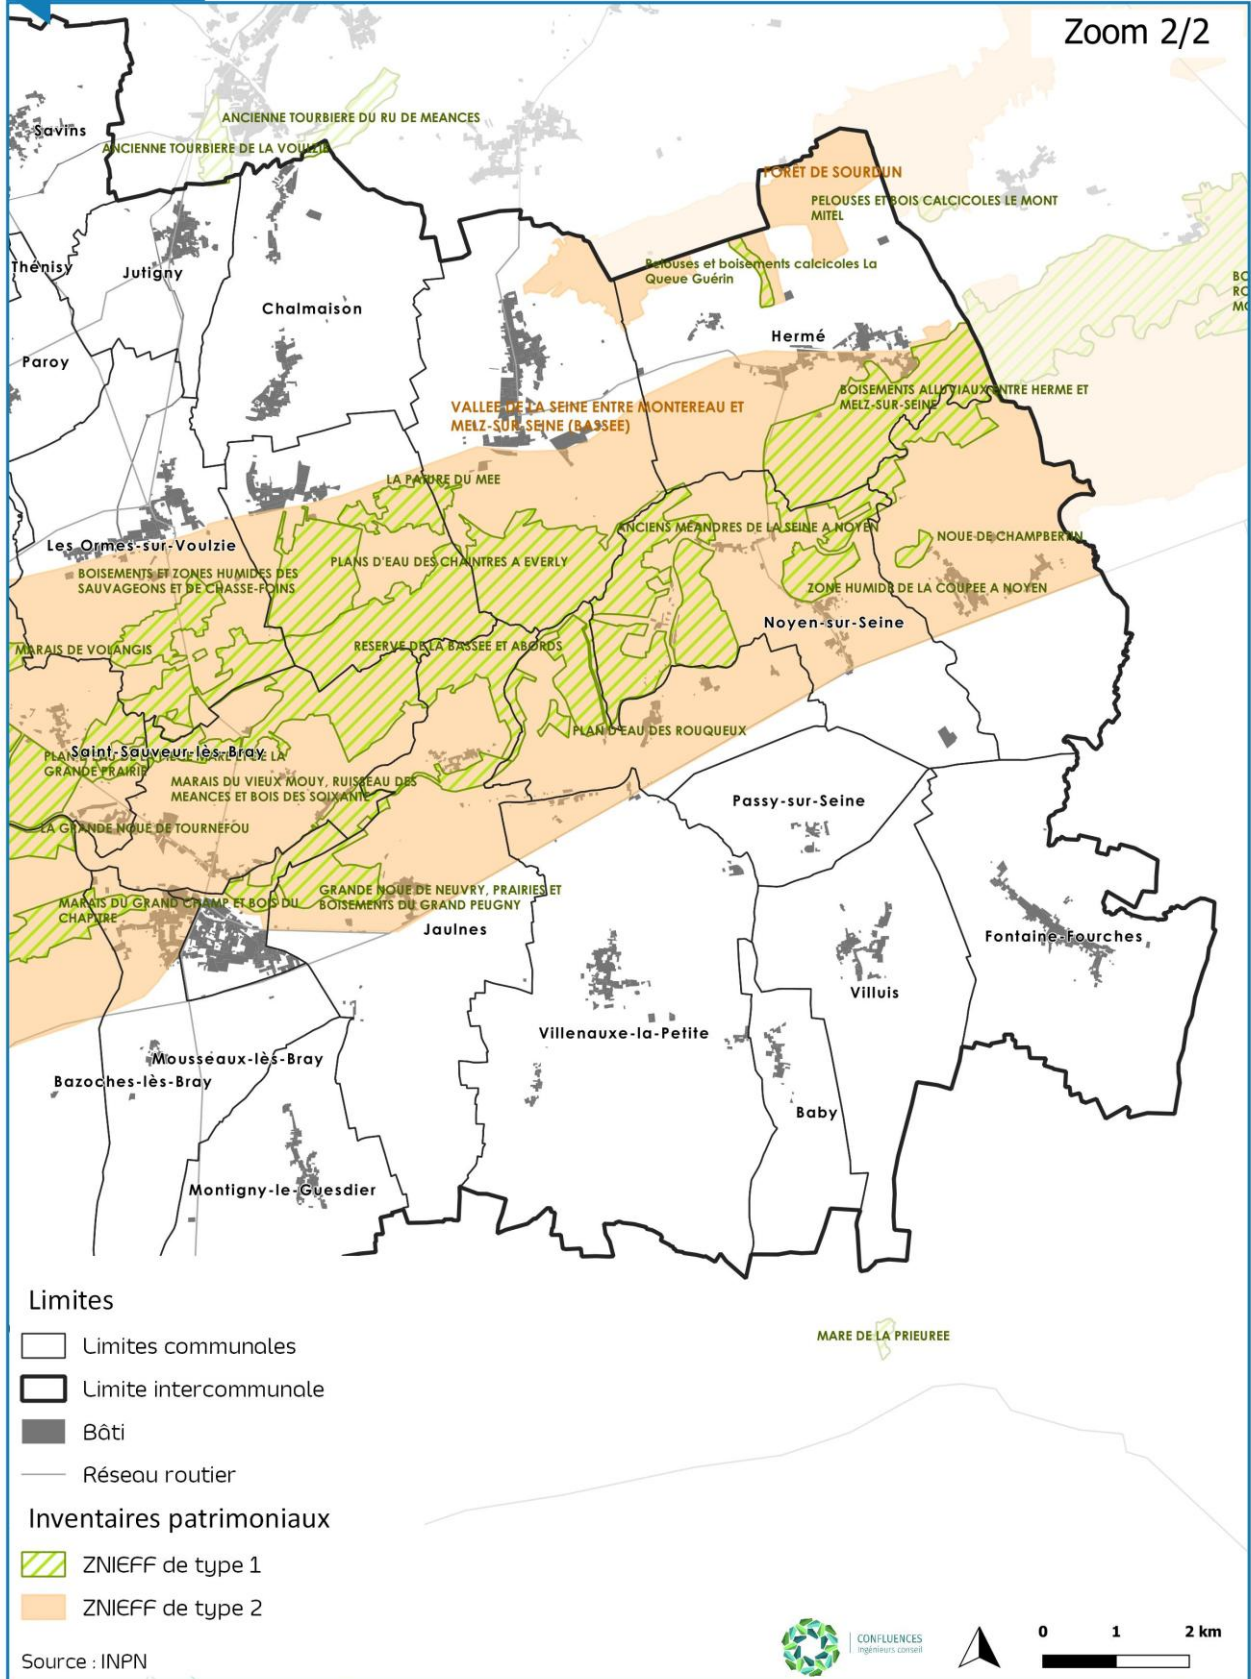 Zoom 2/2
ANCIENNE TOURBIERE DU RU DE MEANCES
Savins
ANCIENNE TOURBIERE DE LA VOULZIE
FORÊT DE SOURDUN
PELOUSES ET BOIS CALCICOLES LE MONT
MITEL
Thénisy
Jutigny
Pelouses et boisements calcicoles La
Queue Guérin
BO
RO
MO
Chalmaison
Hermé
Paroy
BOISEMENTS ALLUVIAUX ENTRE HERME ET
MELZ-SUR-SEINE
VALLEE DE LA SEINE ENTRE MONTEREAU ET
MELZ-SUR-SEINE (BASSEE)
LA PATURE DU MEE
ANCIENS MEANDRES DE LA SEINE A NOYEN
NOUE DE CHAMPBERTIN
Les Ormes-sur-Voulzie
PLANS D'EAU DES CHAINTRES A EVERLY
BOISEMENTS ET ZONES HUMIDES DES
SAUVAGEONS ET DE CHASSE-FOINS
ZONE HUMIDE DE LA COUPEE A NOYEN
Noyen-sur-Seine
MARAIS DE VOLANGIS
RESERVE DE LA BASSEE ET ABORDS
PLAN D'EAU DES ROUQUEUX
Saint-Sauveur-lès-Bray
GRANDE PRAIRIE
MARAIS DU VIEUX MOUY, RUISSEAU DES
MEANCES ET BOIS DES SOIXANTE
Passy-sur-Seine
LA GRANDE NOUE DE TOURNEFOU
GRANDE NOUE DE NEUVRY, PRAIRIES ET
BOISEMENTS DU GRAND PEUGNY
MARAIS DU GRAND CHAMP ET BOIS DU
CHAPITRE
Jaulnes
Fontaine-Fourches
Villuis
Villenauxe-la-Petite
Mousseaux-lès-Bray
Bazoches-lès-Bray
Baby
Montigny-le-Guesdier
MARE DE LA PRIEUREE
Limites
Limites communales
Limite intercommunale
Bâti
Réseau routier
Inventaires patrimoniaux
ZNIEFF de type 1
ZNIEFF de type 2
Source : INPN
CONFLUENCES
Ingénieurs conseil
0 1 2 km